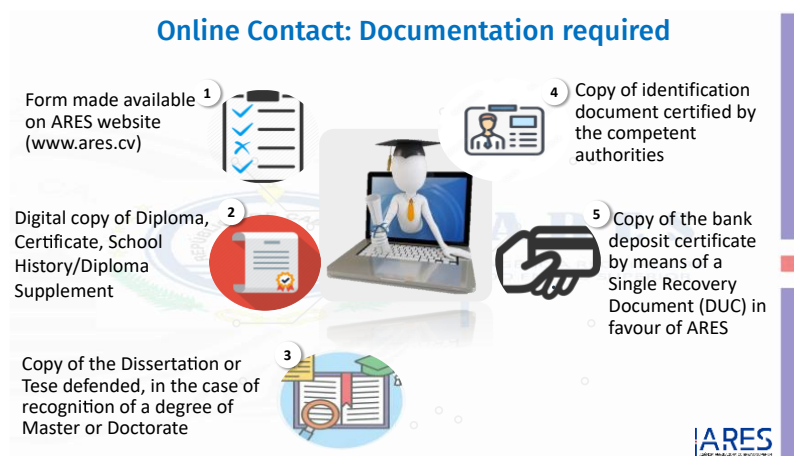 Online Contact: Documentation required
1
Form made available
on ARES website
(www.ares.cv)
2
Digital copy of Diploma,
Certificate, School
History/Diploma
Supplement
3
Copy of the Dissertation or
Tese defended, in the case of
recognition of a degree of
Master or Doctorate
4
Copy of identification
document certified by
the competent
authorities
5
Copy of the bank
deposit certificate
by means of a
Single Recovery
Document (DUC) in
favour of ARES
ARES